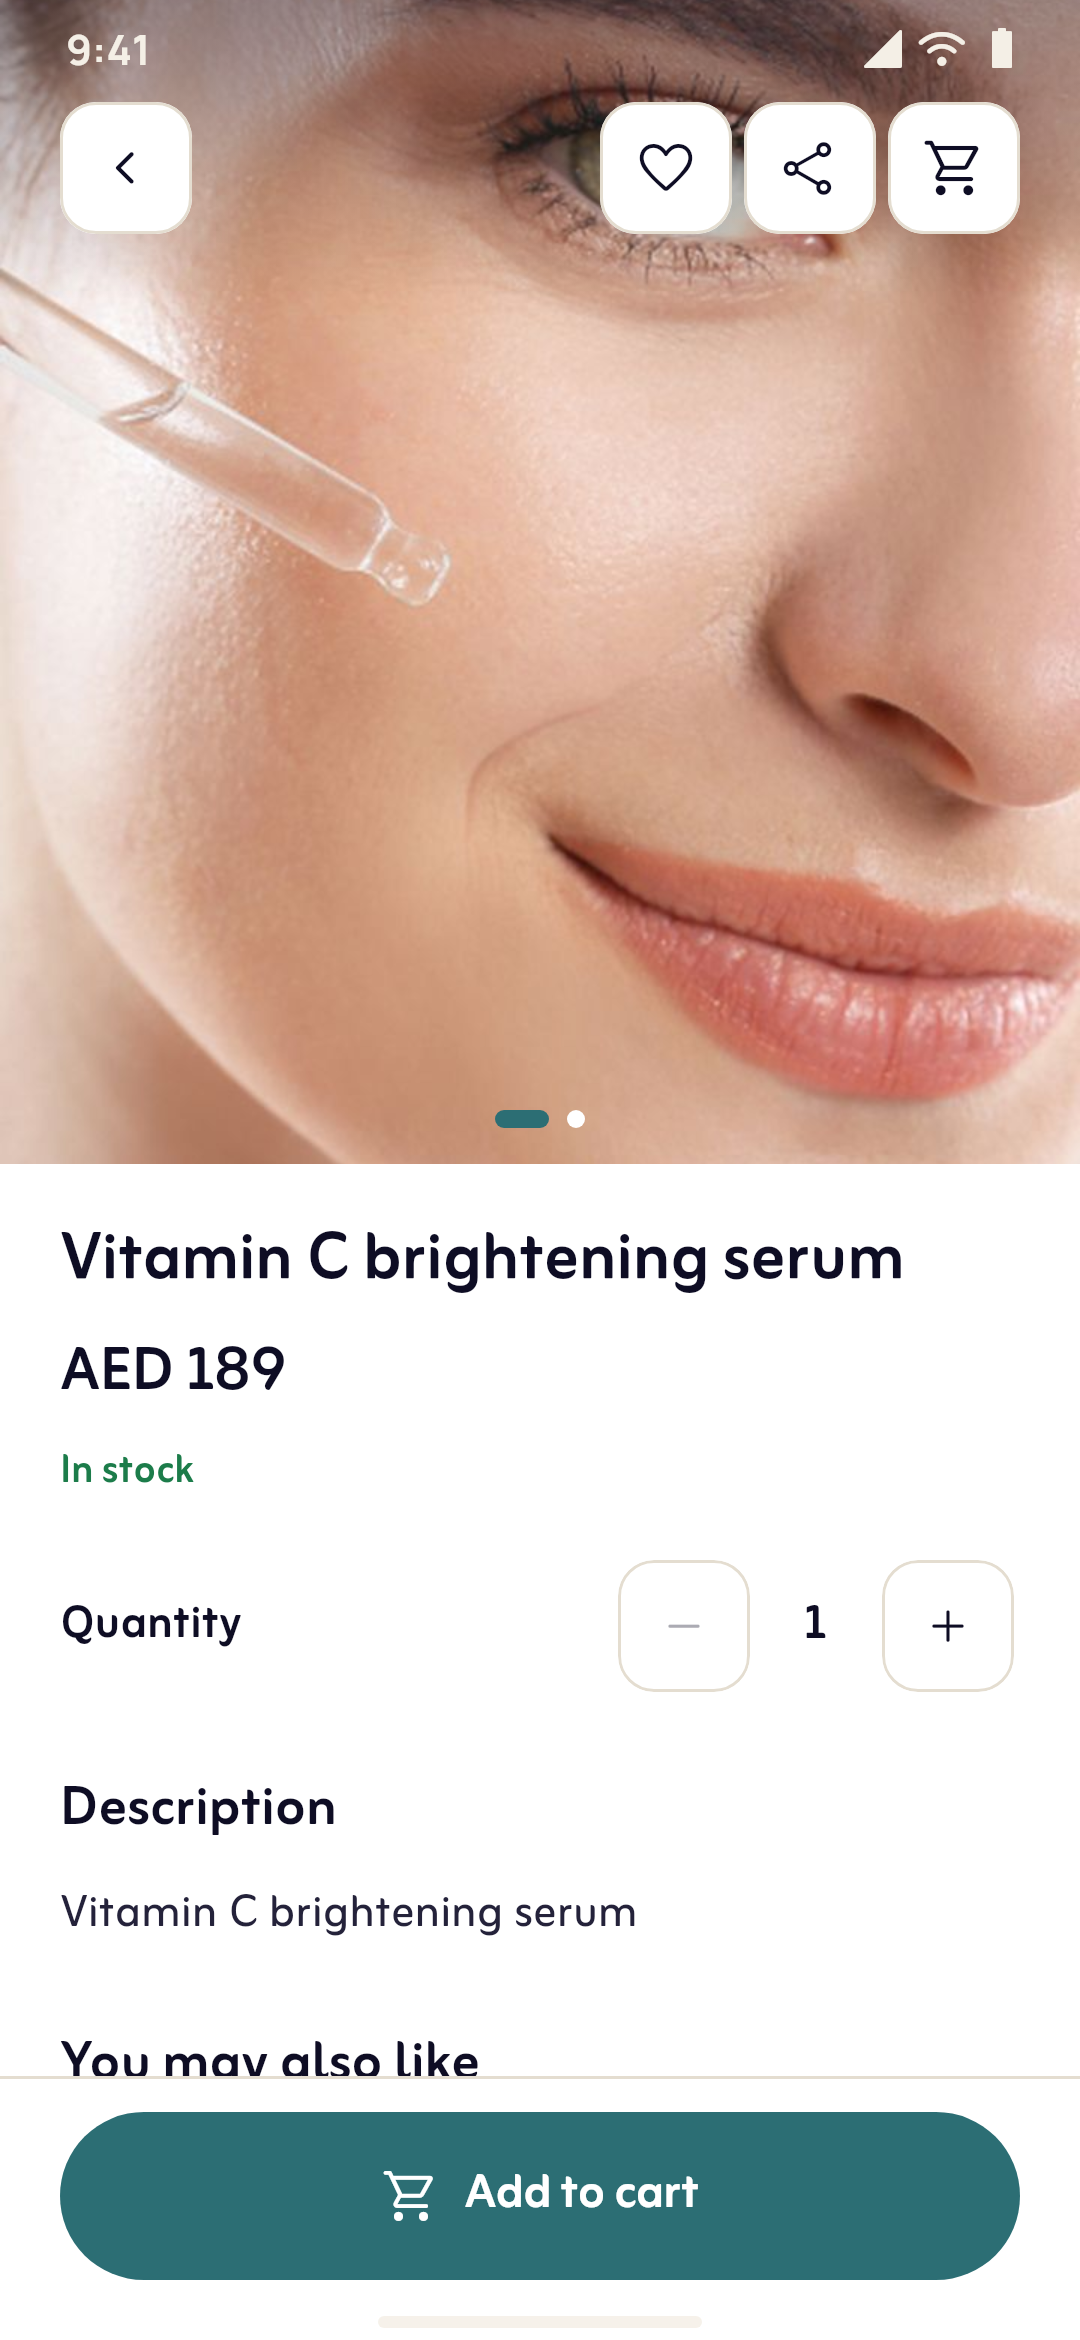 9:41
Vitamin C brightening serum
AED 189
In stock
Quantity
1
Description
Vitamin C brightening serum
You may also like
Add to cart